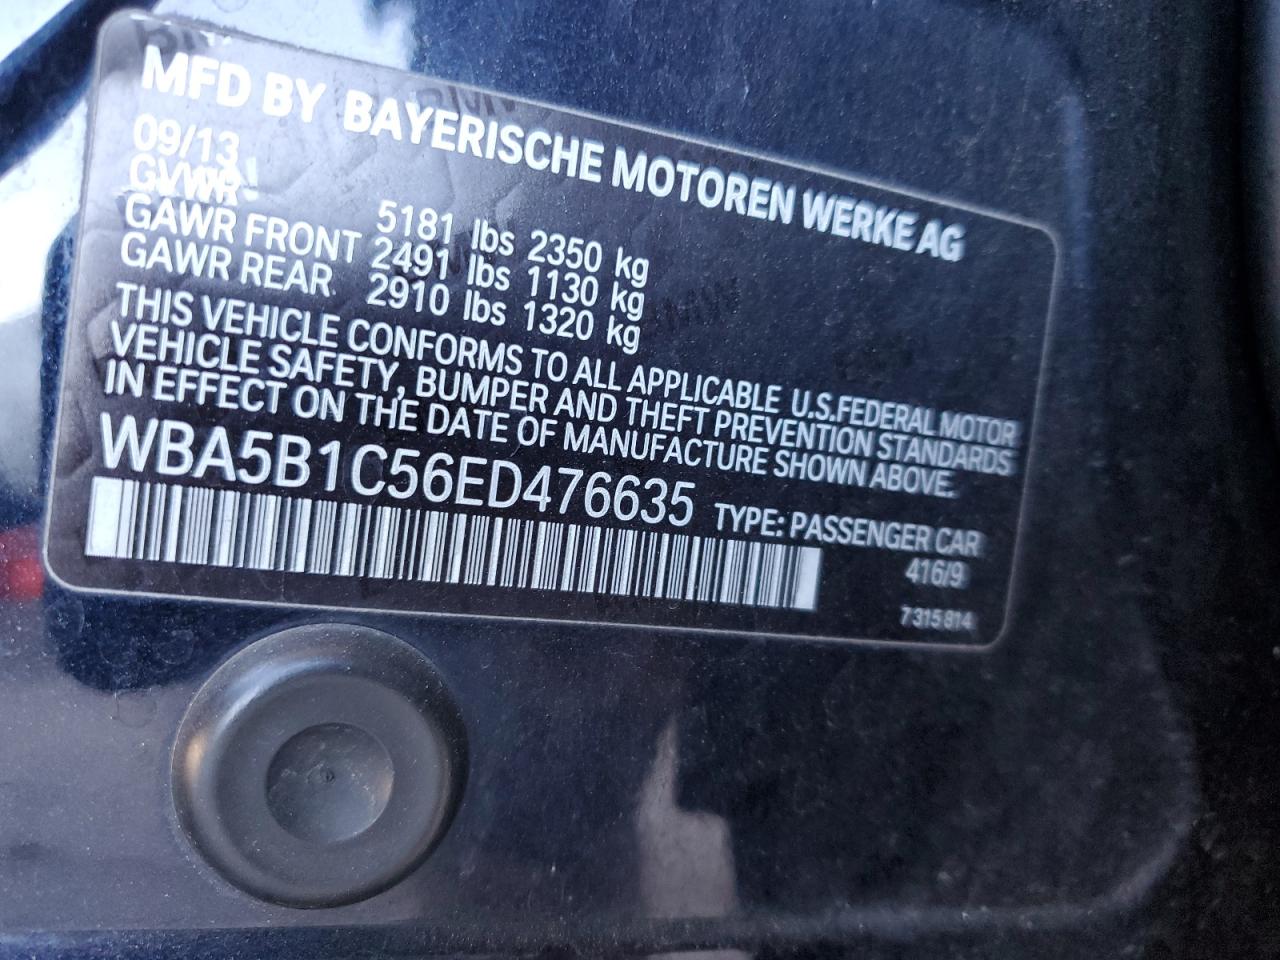 MFD BY BAYERISCHE MOTOREN WERKE AG
09/13
GVWR 5181 lbs 2350 kg
GAWR FRONT 2491 lbs 1130 kg
GAWR REAR 2910 lbs 1320 kg
THIS VEHICLE CONFORMS TO ALL APPLICABLE U.S.FEDERAL MOTOR
VEHICLE SAFETY, BUMPER AND THEFT PREVENTION STANDARDS
IN EFFECT ON THE DATE OF MANUFACTURE SHOWN ABOVE.
WBA5B1C56ED476635 TYPE: PASSENGER CAR
416/9
7 315 814